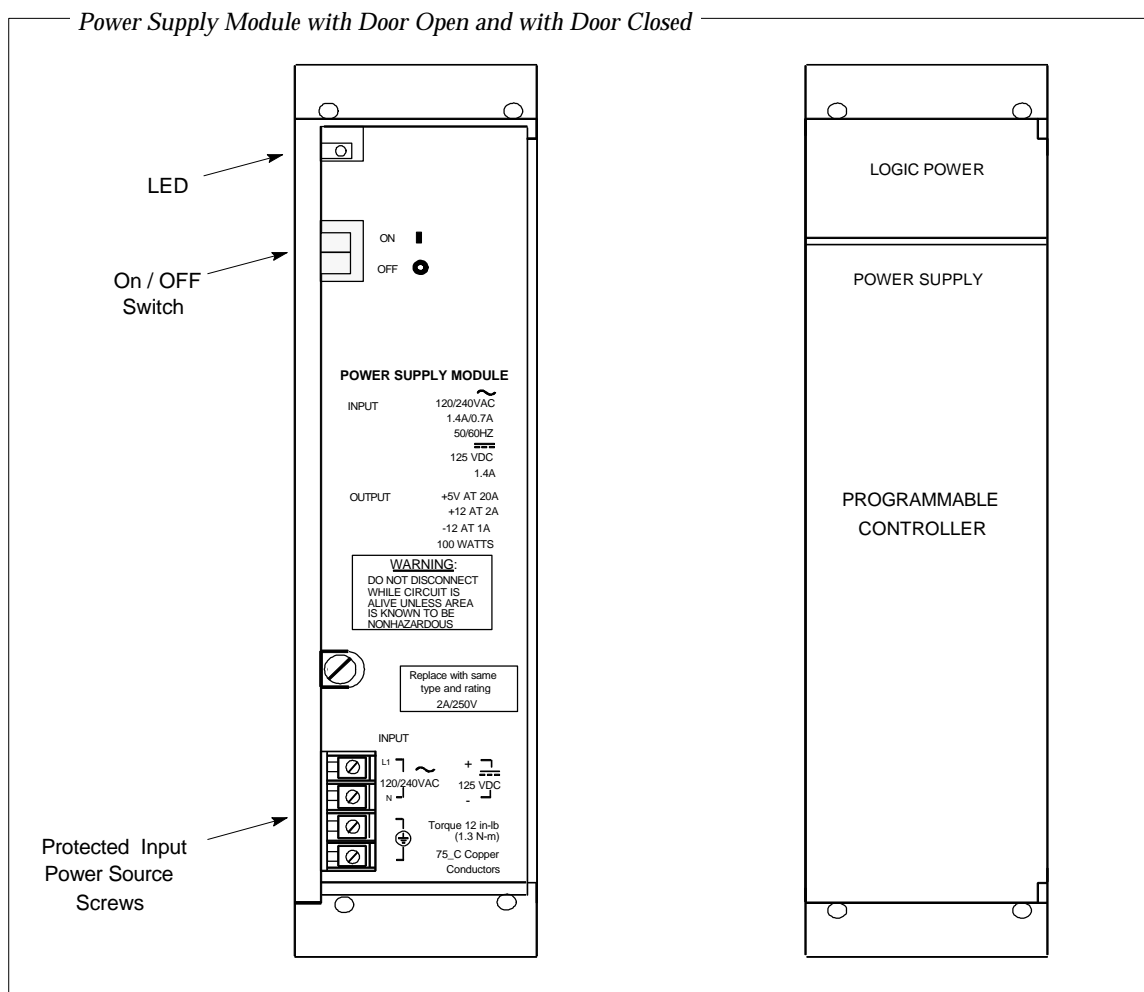 Power Supply Module with Door Open and with Door Closed
LED
On / OFF
Switch
ON
OFF
POWER SUPPLY MODULE
INPUT
120/240VAC
1.4A/0.7A
50/60HZ
125 VDC
1.4A
OUTPUT
+5V AT 20A
+12 AT 2A
-12 AT 1A
100 WATTS
WARNING:
DO NOT DISCONNECT
WHILE CIRCUIT IS
ALIVE UNLESS AREA
IS KNOWN TO BE
NONHAZARDOUS
Replace with same
type and rating
2A/250V
INPUT
L1
120/240VAC
N
+
125 VDC
-
Torque 12 in-lb
(1.3 N-m)
75_C Copper
Conductors
Protected Input
Power Source
Screws
LOGIC POWER
POWER SUPPLY
PROGRAMMABLE
CONTROLLER